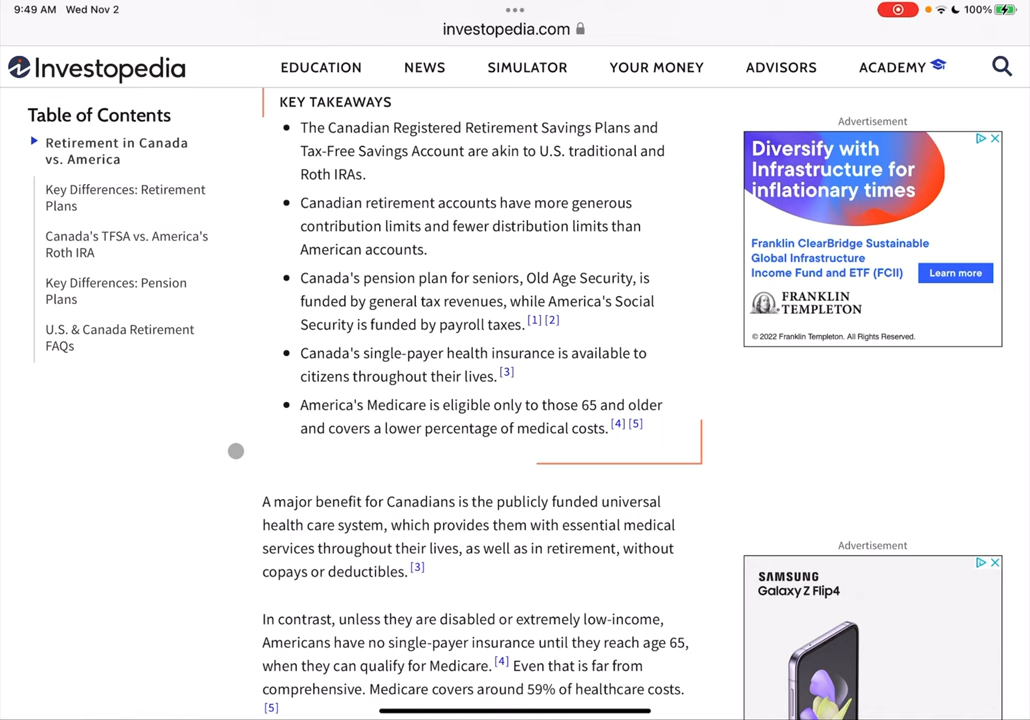 9:49 AM Wed Nov 2
100%
investopedia.com
Investopedia
EDUCATION NEWS SIMULATOR YOUR MONEY ADVISORS ACADEMY
Table of Contents
Retirement in Canada
vs. America
Key Differences: Retirement
Plans
Canada's TFSA vs. America's
Roth IRA
Key Differences: Pension
Plans
U.S. & Canada Retirement
FAQs
KEY TAKEAWAYS
• The Canadian Registered Retirement Savings Plans and
Tax-Free Savings Account are akin to U.S. traditional and
Roth IRAs.
• Canadian retirement accounts have more generous
contribution limits and fewer distribution limits than
American accounts.
• Canada's pension plan for seniors, Old Age Security, is
funded by general tax revenues, while America's Social
Security is funded by payroll taxes. [1] [2]
• Canada's single-payer health insurance is available to
citizens throughout their lives. [3]
• America's Medicare is eligible only to those 65 and older
and covers a lower percentage of medical costs. [4] [5]
A major benefit for Canadians is the publicly funded universal
health care system, which provides them with essential medical
services throughout their lives, as well as in retirement, without
copays or deductibles. [3]
In contrast, unless they are disabled or extremely low-income,
Americans have no single-payer insurance until they reach age 65,
when they can qualify for Medicare. [4] Even that is far from
comprehensive. Medicare covers around 59% of healthcare costs.
[5]
Advertisement
Diversify with
Infrastructure for
inflationary times
Franklin ClearBridge Sustainable
Global Infrastructure
Income Fund and ETF (FCII)
Learn more
FRANKLIN
TEMPLETON
© 2022 Franklin Templeton. All Rights Reserved.
Advertisement
SAMSUNG
Galaxy Z Flip4